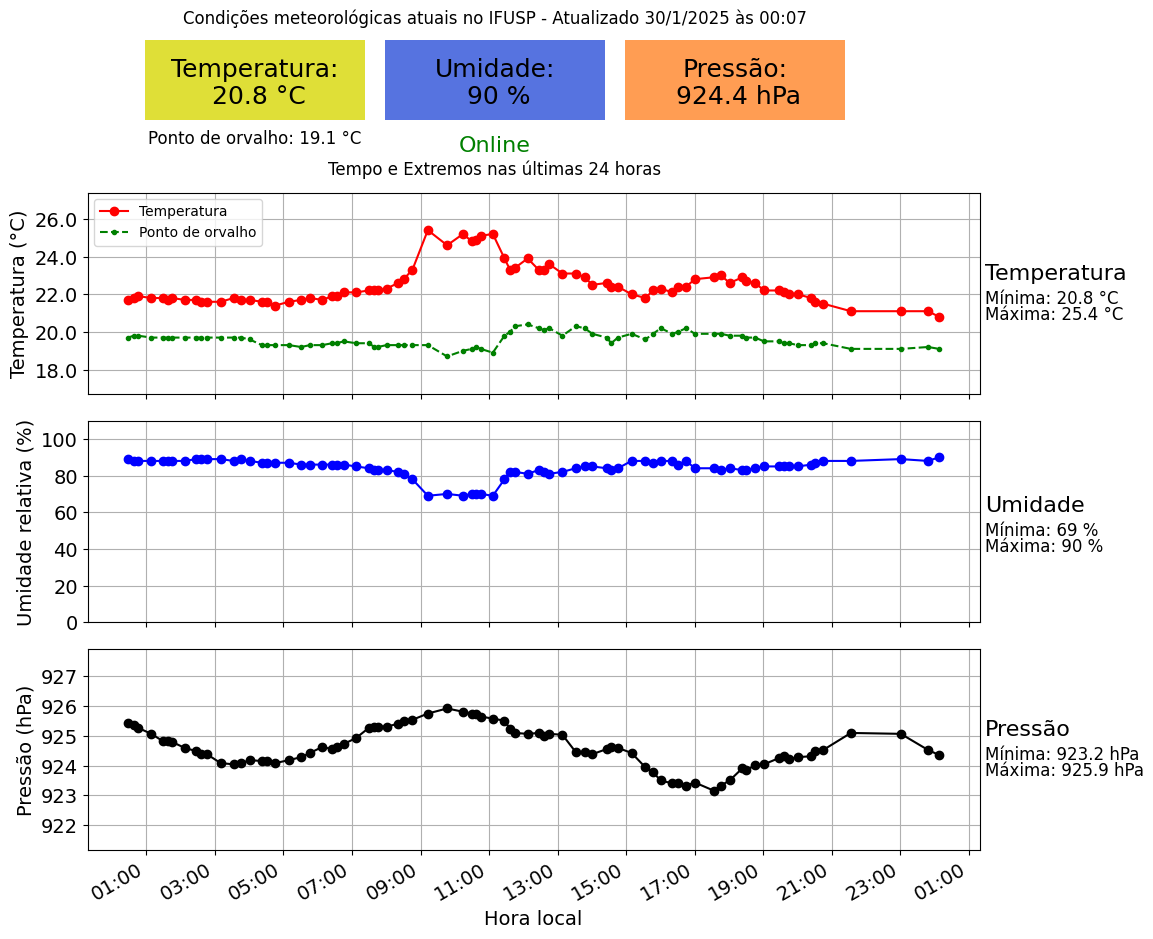 Condições meteorológicas atuais no IFUSP - Atualizado 30/1/2025 às 00:07
Temperatura:
20.8 °C
Umidade:
90 %
Pressão:
924.4 hPa
Ponto de orvalho: 19.1 °C
Online
Tempo e Extremos nas últimas 24 horas
Temperatura (°C)
26.0
24.0
22.0
20.0
18.0
Temperatura
Ponto de orvalho
Temperatura
Mínima: 20.8 °C
Máxima: 25.4 °C
Umidade relativa (%)
100
80
60
40
20
0
Umidade
Mínima: 69 %
Máxima: 90 %
Pressão (hPa)
927
926
925
924
923
922
Pressão
Mínima: 923.2 hPa
Máxima: 925.9 hPa
01:00 03:00 05:00 07:00 09:00 11:00 13:00 15:00 17:00 19:00 21:00 23:00 01:00
Hora local